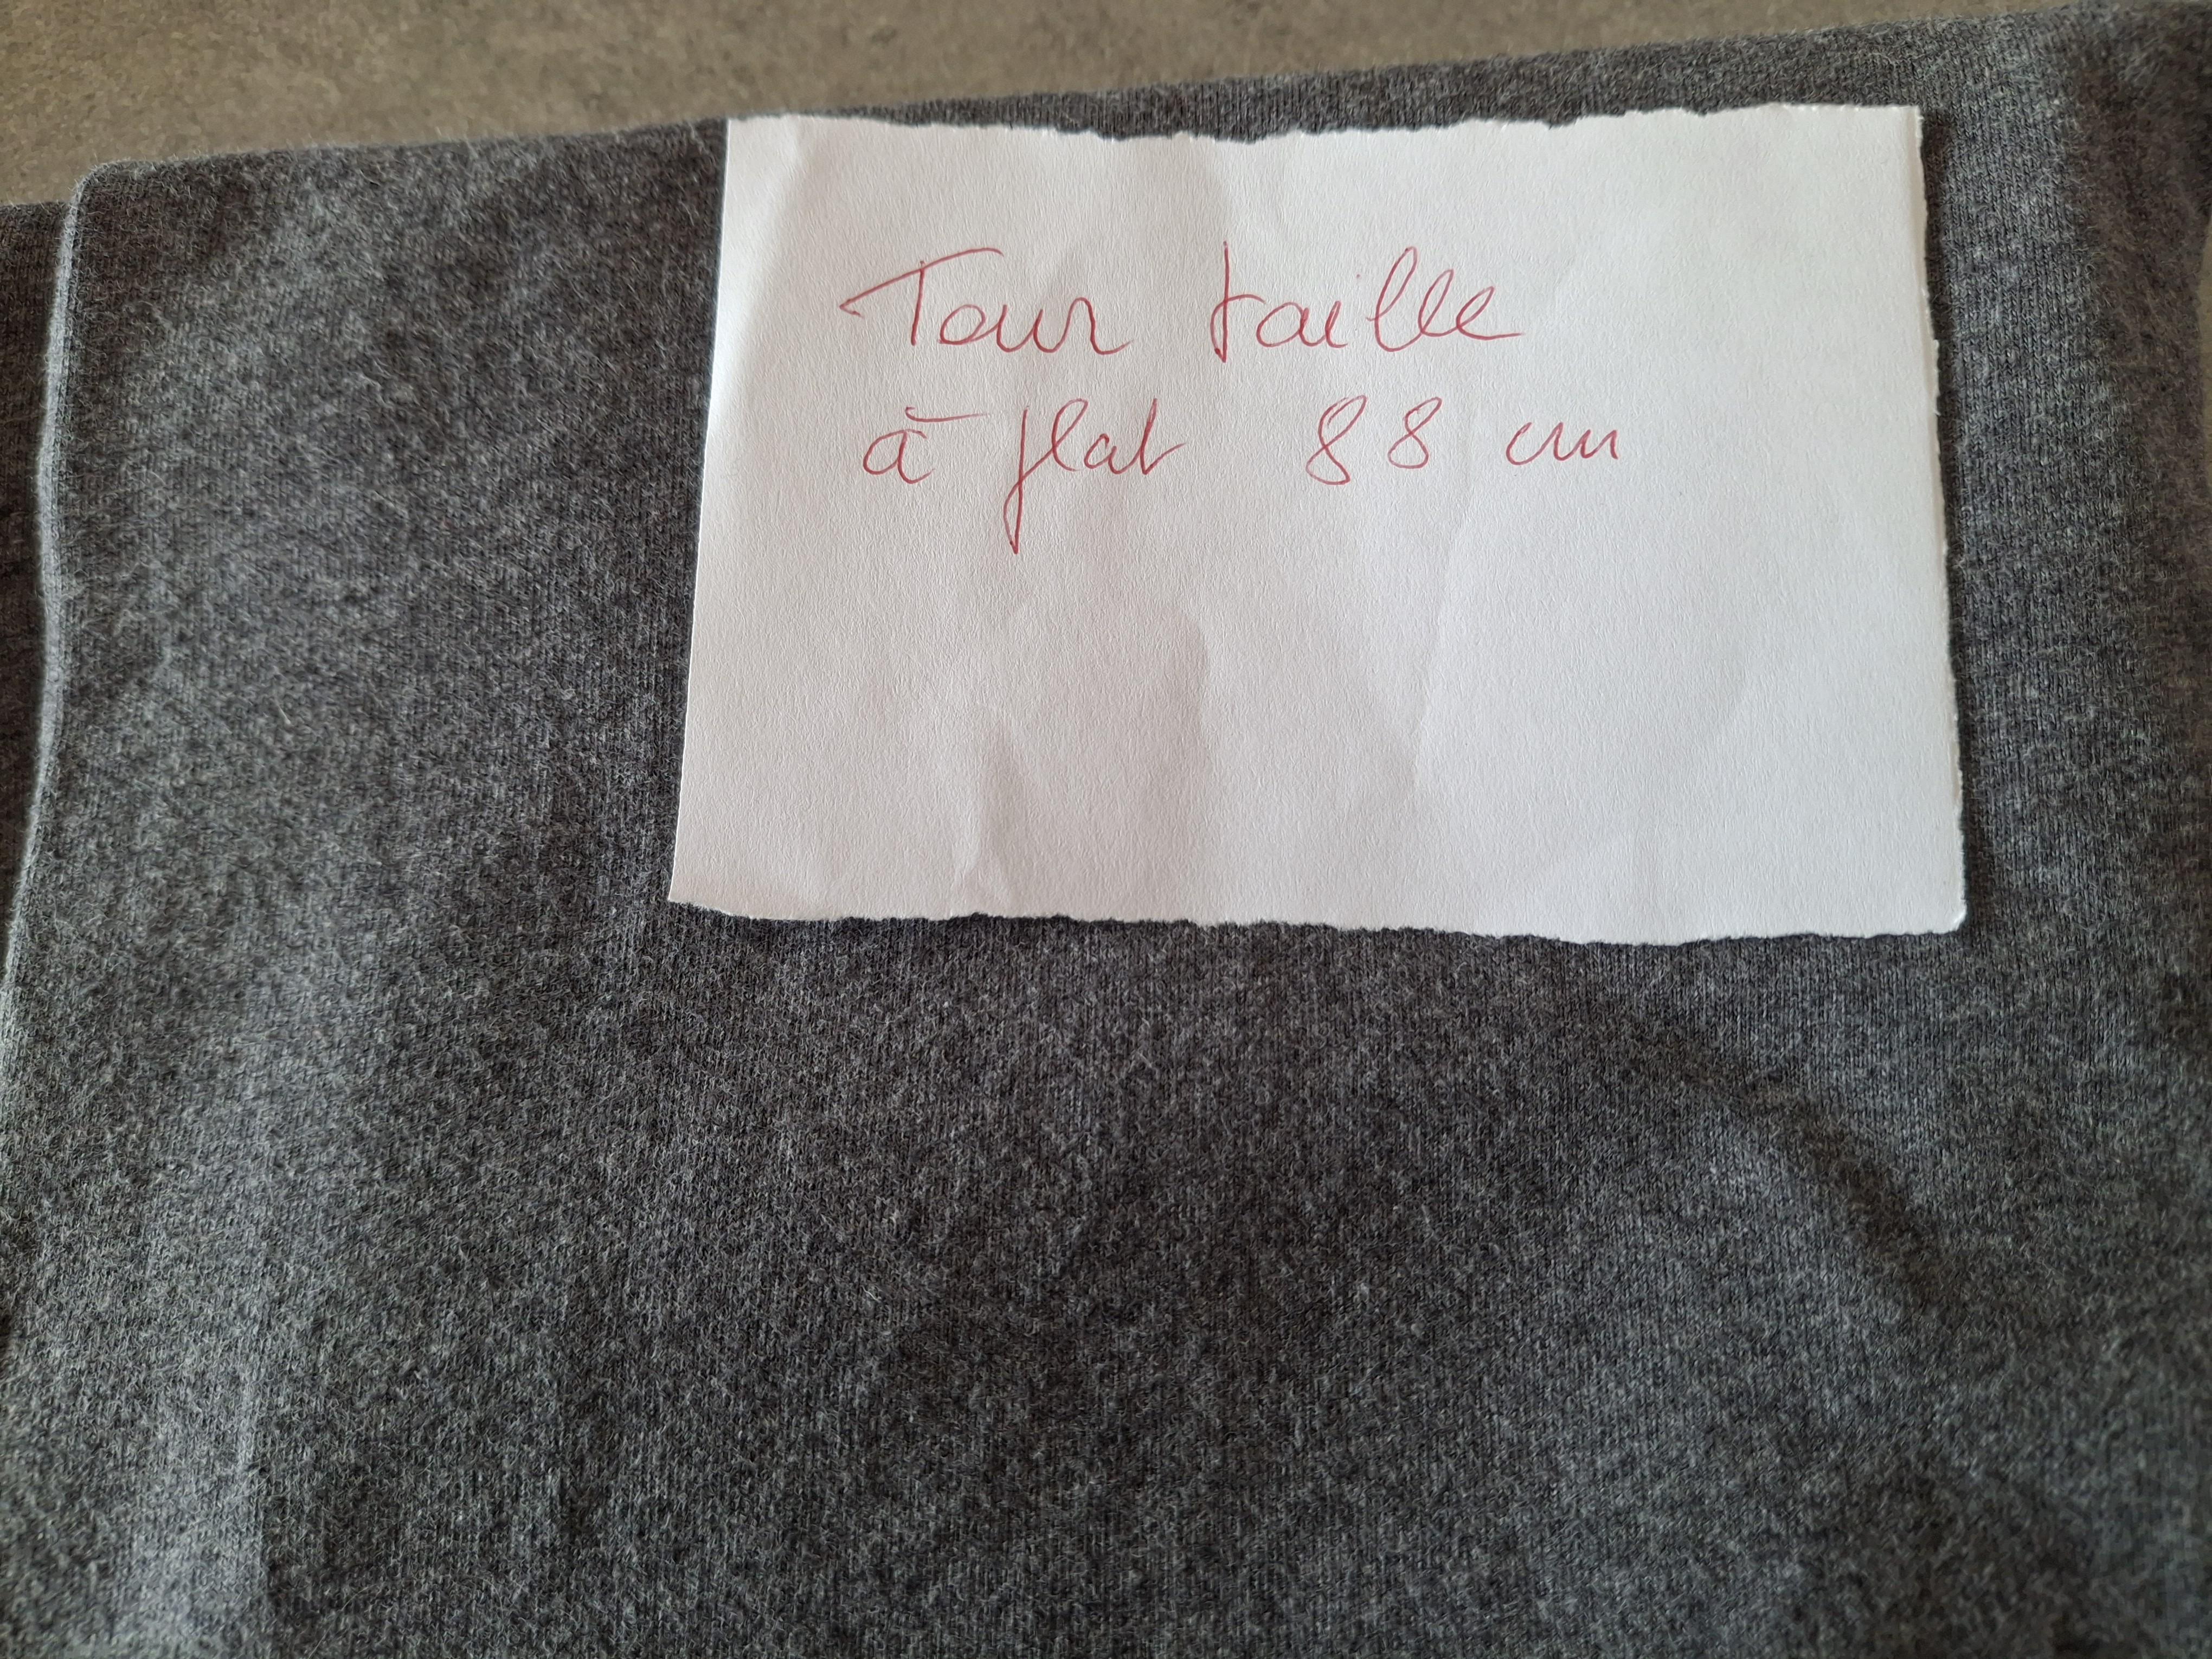 Tour taille
à plat 88 cm